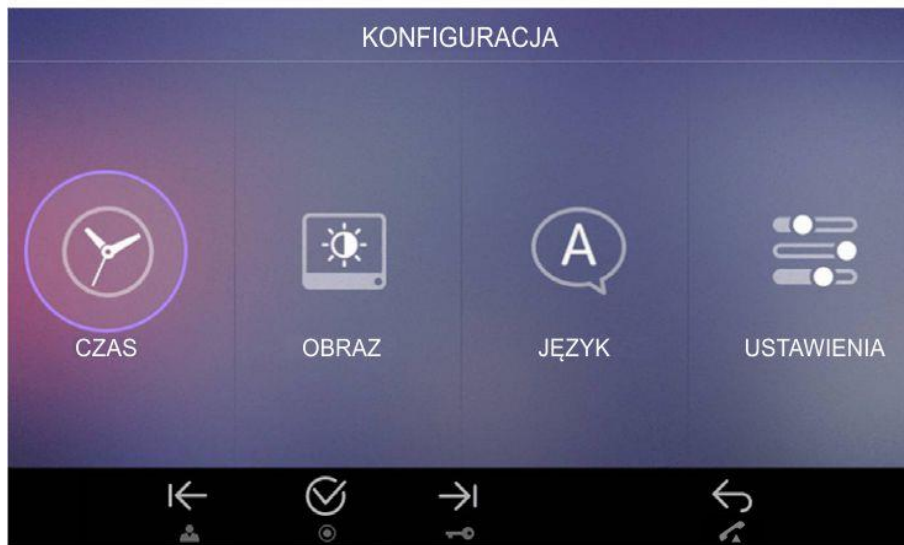 KONFIGURACJA
A
CZAS
OBRAZ
JĘZYK
USTAWIENIA